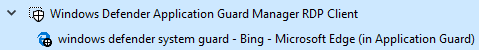 Windows Defender Application Guard Manager RDP Client
windows defender system guard - Bing - Microsoft Edge (in Application Guard)